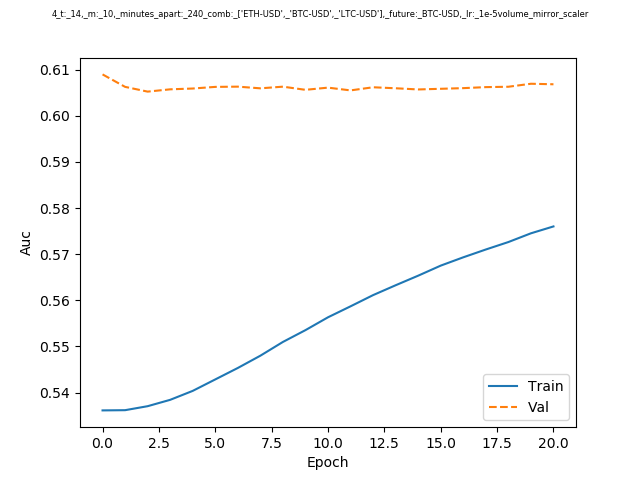 4_t:_14,_m:_10,_minutes_apart:_240_comb:_['ETH-USD',_'BTC-USD',_'LTC-USD'],_future:_BTC-USD,_lr:_1e-5volume_mirror_scaler
0.61
0.60
0.59
0.58
0.57
0.56
0.55
0.54
Auc
Train
Val
0.0 2.5 5.0 7.5 10.0 12.5 15.0 17.5 20.0
Epoch